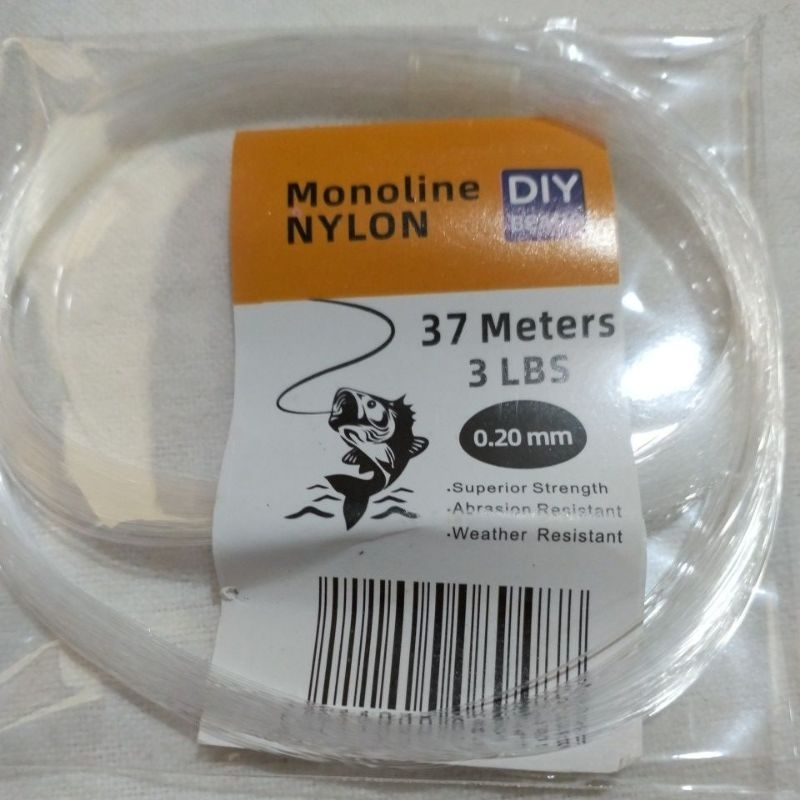 Monoline
NYLON
DIY
37 Meters
3 LBS
0.20 mm
.Superior Strength
.Abrasion Resistant
.Weather Resistant